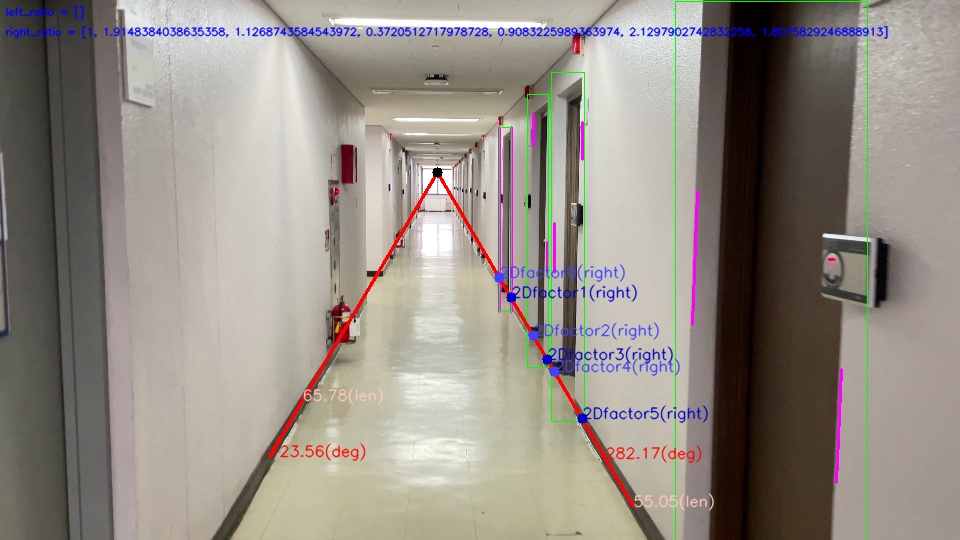 left_ratio = []
right_ratio = [1, 1.9148384038635358, 1.1268743584543972, 0.3720512717978728, 0.9083225989363974, 2.1297902742832258, 1.8075829246888913]
2Dfactor0(right)
2Dfactor1(right)
2Dfactor2(right)
2Dfactor3(right)
2Dfactor4(right)
65.78(len)
2Dfactor5(right)
23.56(deg)
282.17(deg)
55.05(len)